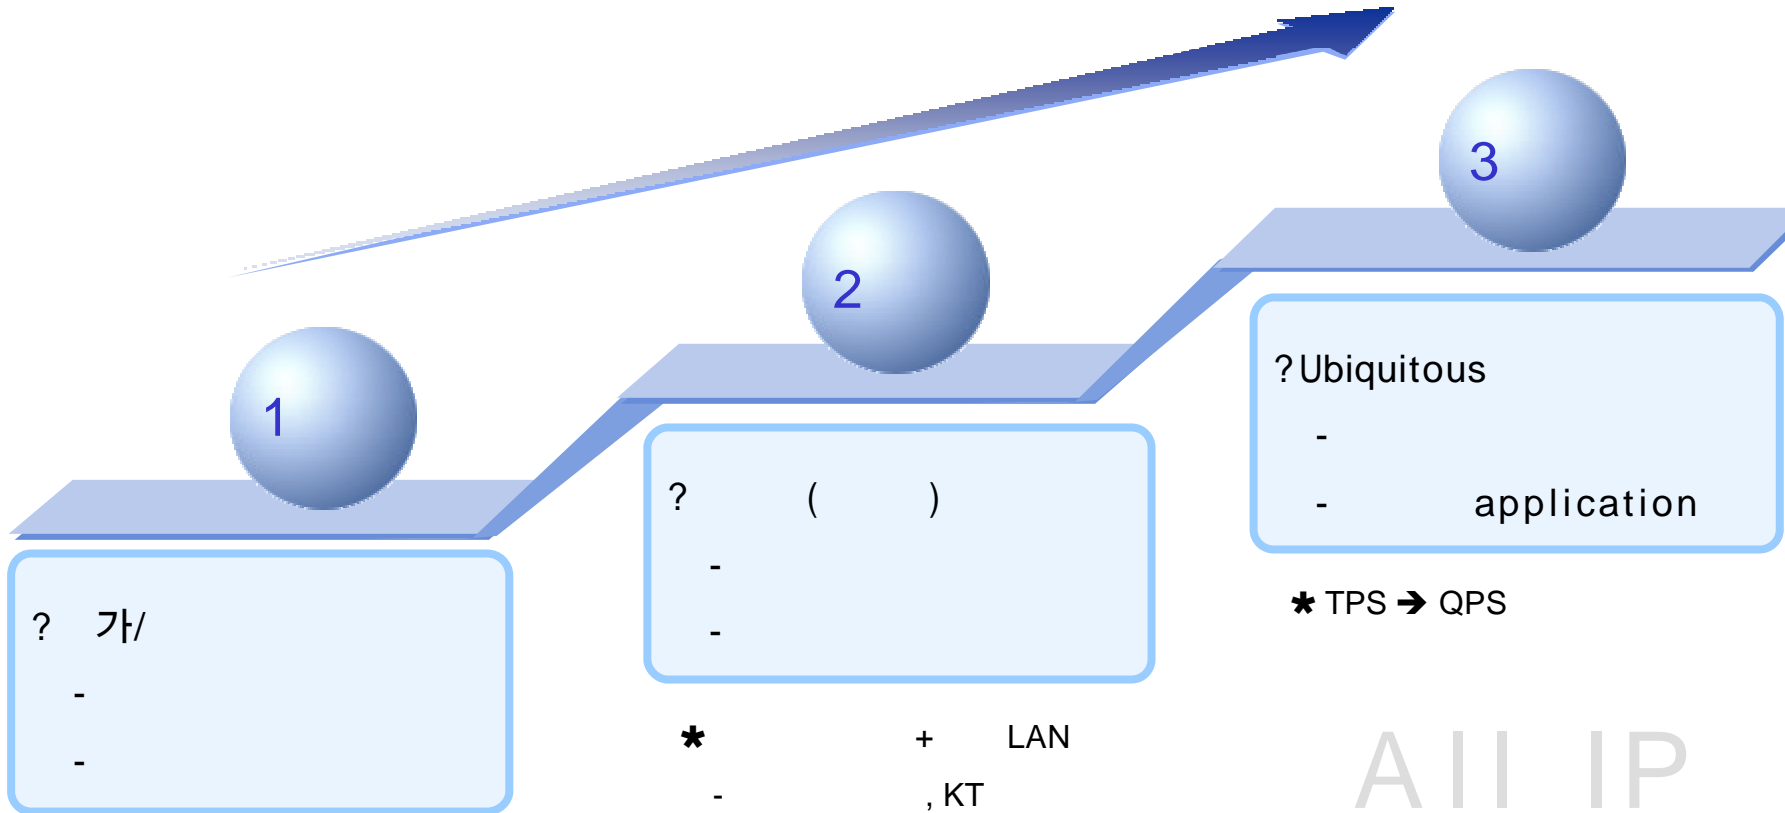 1
? 가/
-
-
2
? ( )
-
-
* + LAN
- , KT
3
?Ubiquitous
-
- application
* TPS ➔ QPS
All IP